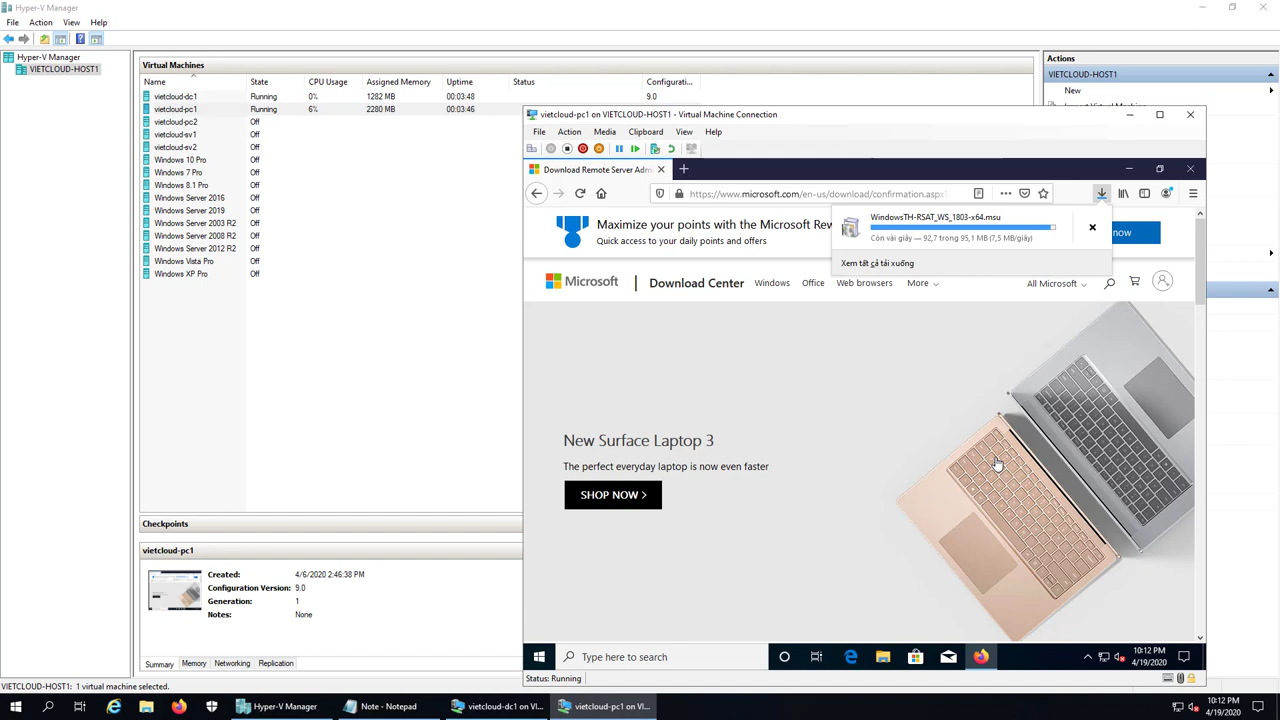 Hyper-V Manager
File Action View Help
Hyper-V Manager
VIETCLOUD-HOST1
Virtual Machines
Name State CPU Usage Assigned Memory Uptime Status Configurati...
vietcloud-dc1 Running 0% 1282 MB 00:03:48 9.0
vietcloud-pc1 Running 6% 2280 MB 00:03:46
vietcloud-pc2 Off
vietcloud-sv1 Off
vietcloud-sv2 Off
Windows 10 Pro Off
Windows 7 Pro Off
Windows 8.1 Pro Off
Windows Server 2016 Off
Windows Server 2019 Off
Windows Server 2003 R2 Off
Windows Server 2008 R2 Off
Windows Server 2012 R2 Off
Windows Vista Pro Off
Windows XP Pro Off
Actions
VIETCLOUD-HOST1
New
vietcloud-pc1 on VIETCLOUD-HOST1 - Virtual Machine Connection
File Action Media Clipboard View Help
Download Remote Server Adm
https://www.microsoft.com/en-us/download/confirmation.aspx?
WindowsTH-RSAT_WS_1803-x64.msu
Còn vài giây — 92,7 trong 95,1 MB (7,5 MB/giây)
Xem tất cả tải xuống
Maximize your points with the Microsoft Rew
Quick access to your daily points and offers
now
Microsoft Download Center Windows Office Web browsers More All Microsoft
New Surface Laptop 3
The perfect everyday laptop is now even faster
SHOP NOW >
Type here to search
10:12 PM
4/19/2020
Status: Running
Checkpoints
vietcloud-pc1
Created: 4/6/2020 2:46:38 PM
Configuration Version: 9.0
Generation: 1
Notes: None
Summary Memory Networking Replication
VIETCLOUD-HOST1: 1 virtual machine selected.
Hyper-V Manager Note - Notepad vietcloud-dc1 on VI... vietcloud-pc1 on VI...
10:12 PM
4/19/2020